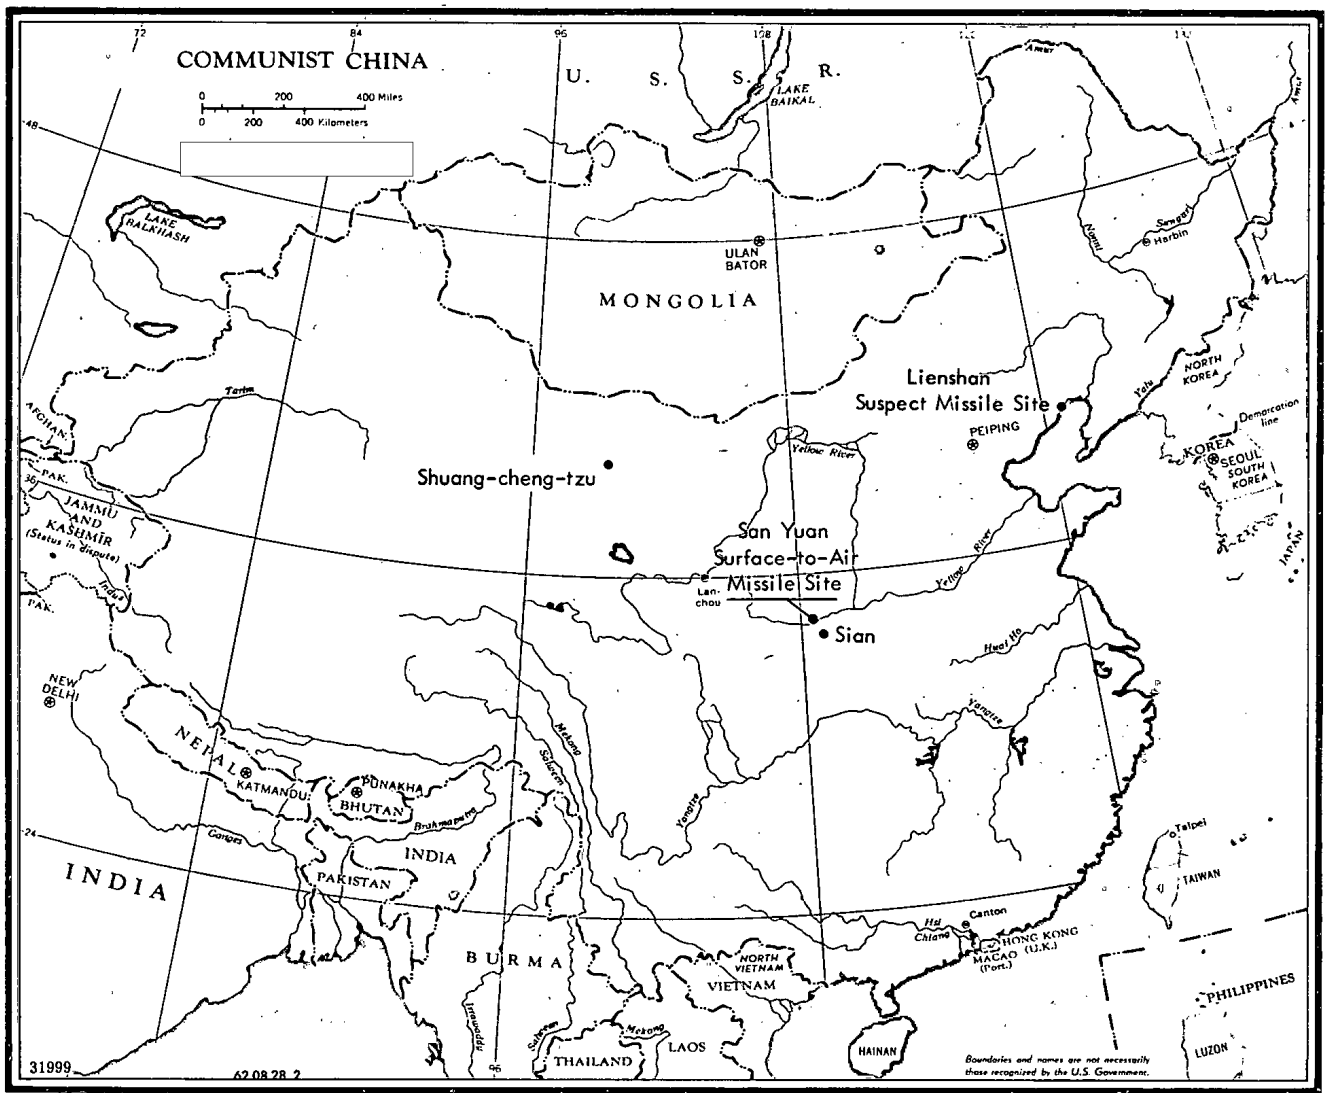 72
84
96
108
COMMUNIST CHINA
U. S. S. R.
LAKE
BAIKAL
Amur
Amur
0 200 400 Miles
0 200 400 Kilometers
48
LAKE
BALKHASH
ULAN
BATOR
MONGOLIA
Nonni
Sungari
Harbin
Tarim
AFGHAN.
Lienshan
Suspect Missile Site
PEIPING
Yalu
NORTH
KOREA
Demarcation
line
KOREA
SEOUL
SOUTH
KOREA
JAPAN
Yellow River
Shuang-cheng-tzu
36
PAK.
JAMMU
AND
KASHMIR
(Status in dispute)
Indus
PAK.
San Yuan
Surface-to-Air
Missile Site
Lan-
chou
Yellow River
Sian
Huai Ho
NEW
DELHI
NEPAL
KATMANDU
PUNAKHA
BHUTAN
Brahmaputra
Ganges
Mekong
Salween
Yangtze
Yangtze
24
INDIA
INDIA
PAKISTAN
Taipei
TAIWAN
Hsi
Chiang
Canton
HONG KONG
(U.K.)
MACAO
(Port.)
BURMA
NORTH
VIETNAM
VIETNAM
Irrawaddy
Salween
Mekong
THAILAND
LAOS
HAINAN
PHILIPPINES
LUZON
31999
62 08 28 2
96
Boundaries and names are not necessarily
those recognized by the U.S. Government.